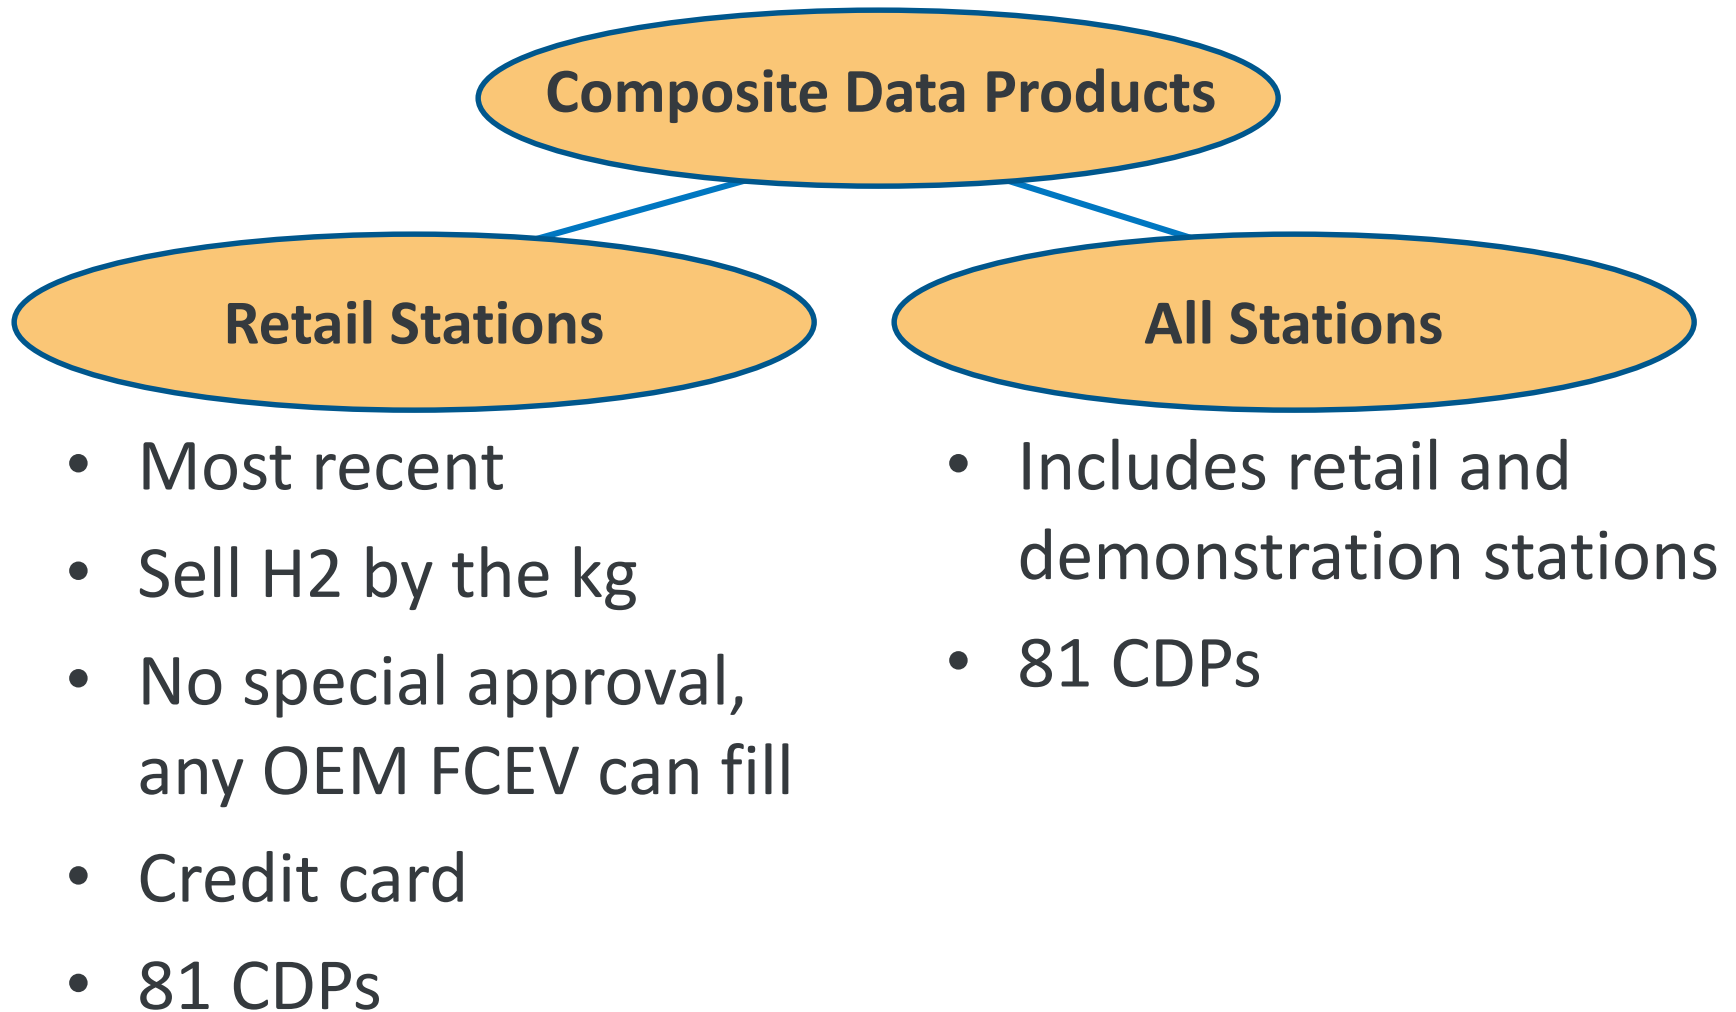 Composite Data Products
Retail Stations
• Most recent
• Sell H2 by the kg
• No special approval,
any OEM FCEV can fill
• Credit card
• 81 CDPs
All Stations
• Includes retail and
demonstration stations
• 81 CDPs